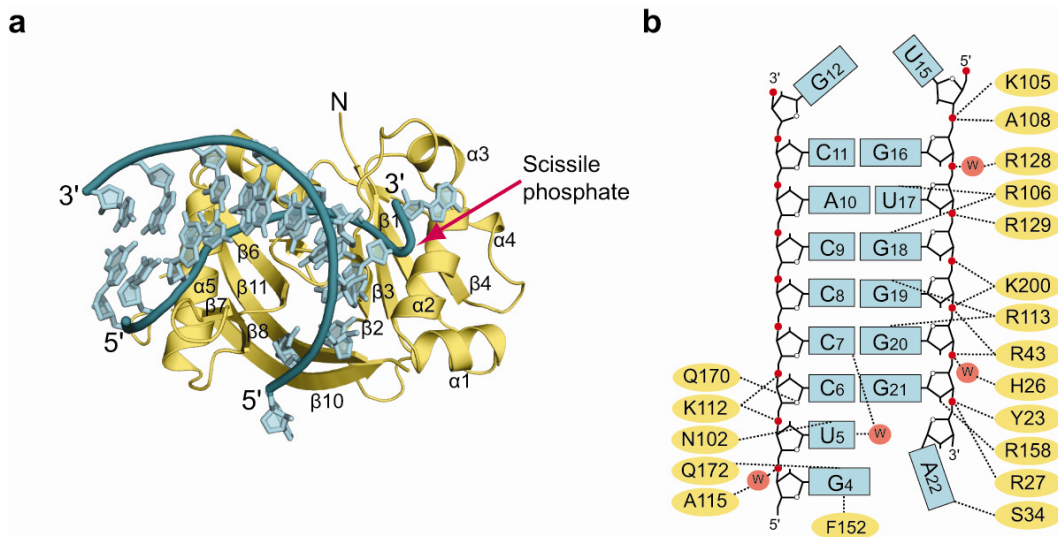 a
b
N
α3
3'
Scissile
phosphate
3'
β1
α4
β6
β4
α5
β11
β3
α2
β7
β2
5'
β8
α1
5'
β10
3'
G12
U15
5'
K105
A108
C11
G16
W
R128
A10
U17
R106
R129
C9
G18
C8
G19
K200
R113
C7
G20
R43
Q170
W
H26
C6
G21
K112
Y23
N102
U5
W
3'
R158
Q172
A22
R27
W
G4
A115
S34
5'
F152